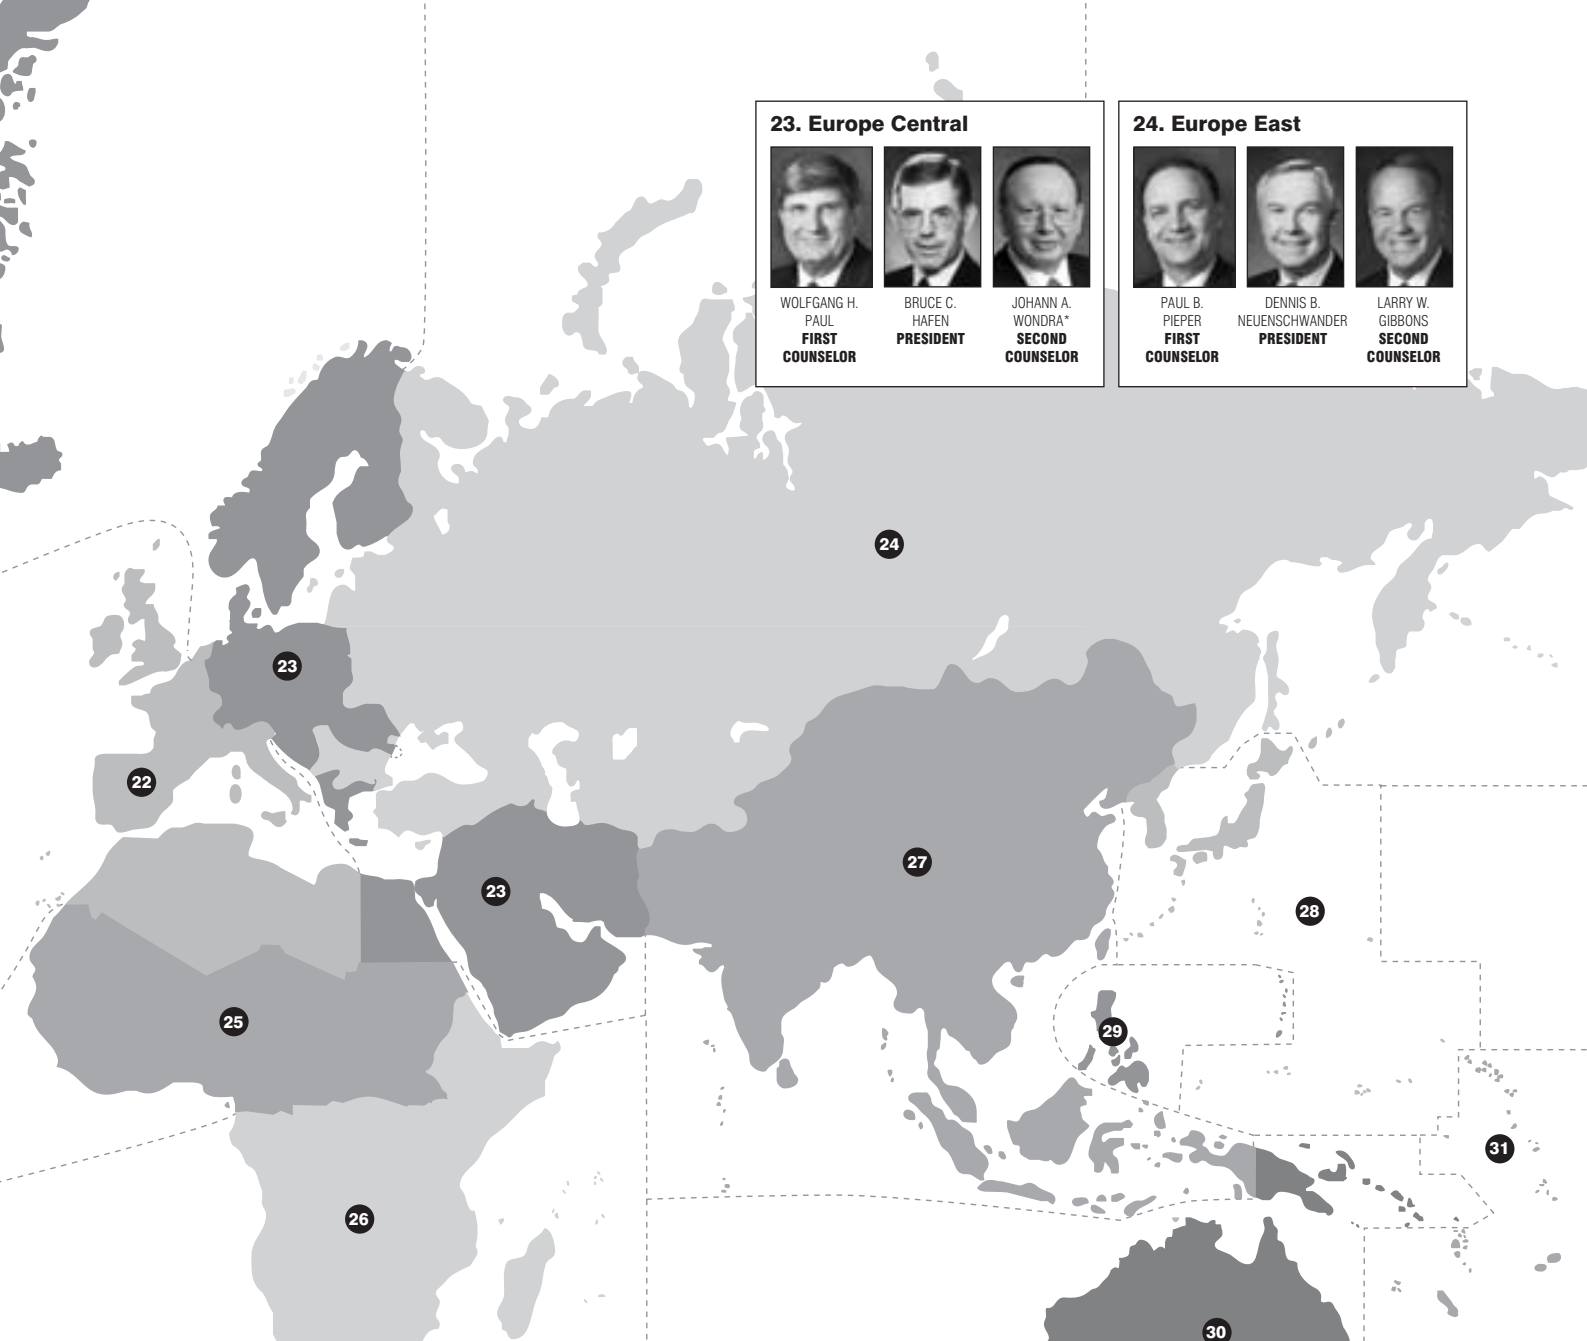 23. Europe Central
WOLFGANG H.
PAUL
FIRST
COUNSELOR
BRUCE C.
HAFEN
PRESIDENT
JOHANN A.
WONDRA*
SECOND
COUNSELOR
24. Europe East
PAUL B.
PIEPER
FIRST
COUNSELOR
DENNIS B.
NEUENSCHWANDER
PRESIDENT
LARRY W.
GIBBONS
SECOND
COUNSELOR
24
23
22
27
23
28
25
29
31
26
30